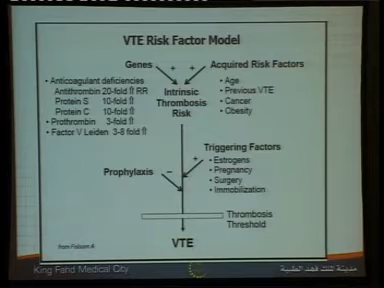 VTE Risk Factor Model
Genes
+ +
Acquired Risk Factors
• Anticoagulant deficiencies
Antithrombin 20-fold ⇑ RR
Protein S 10-fold ⇑
Protein C 10-fold ⇑
• Prothrombin 3-fold ⇑
• Factor V Leiden 3-8 fold ⇑
Intrinsic
Thrombosis
Risk
• Age
• Previous VTE
• Cancer
• Obesity
Triggering Factors
+
• Estrogens
• Pregnancy
• Surgery
• Immobilization
Prophylaxis
−
Thrombosis
Threshold
VTE
from Folsom A
King Fahd Medical City
مدينة الملك فهد الطبية